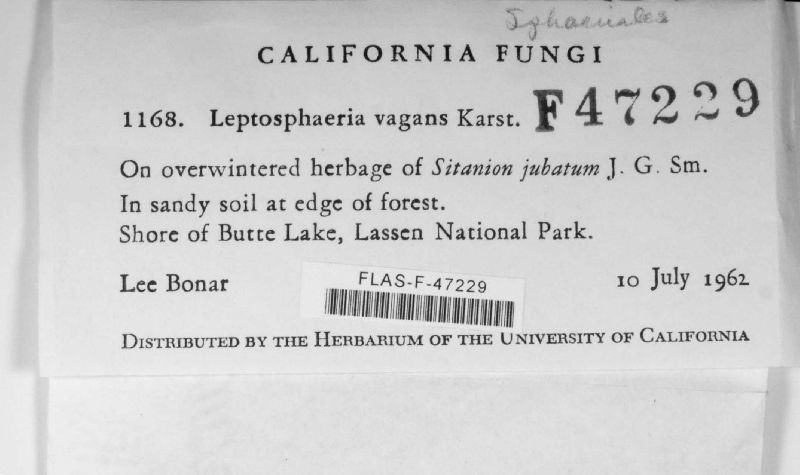 Sphaeriales
CALIFORNIA FUNGI
1168. Leptosphaeria vagans Karst. F47229
On overwintered herbage of Sitanion jubatum J. G. Sm.
In sandy soil at edge of forest.
Shore of Butte Lake, Lassen National Park.
Lee Bonar 10 July 1962
FLAS-F-47229
DISTRIBUTED BY THE HERBARIUM OF THE UNIVERSITY OF CALIFORNIA